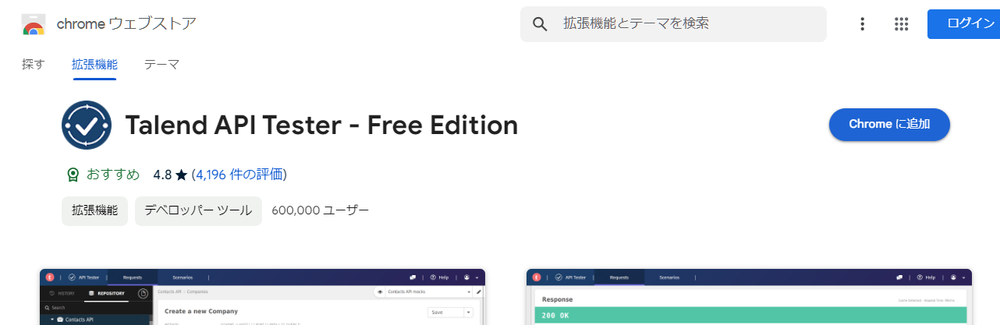 chrome ウェブストア
拡張機能とテーマを検索
ログイン
探す 拡張機能 テーマ
Talend API Tester - Free Edition
Chrome に追加
おすすめ 4.8 ★ (4,196 件の評価)
拡張機能 デベロッパー ツール 600,000 ユーザー
API Tester Requests Scenarios Help
HISTORY REPOSITORY
Contacts API - Companies
Contacts API mocks
Search
Create a new Company
Save
Contacts API
API Tester Requests Scenarios Help
Response
200 OK